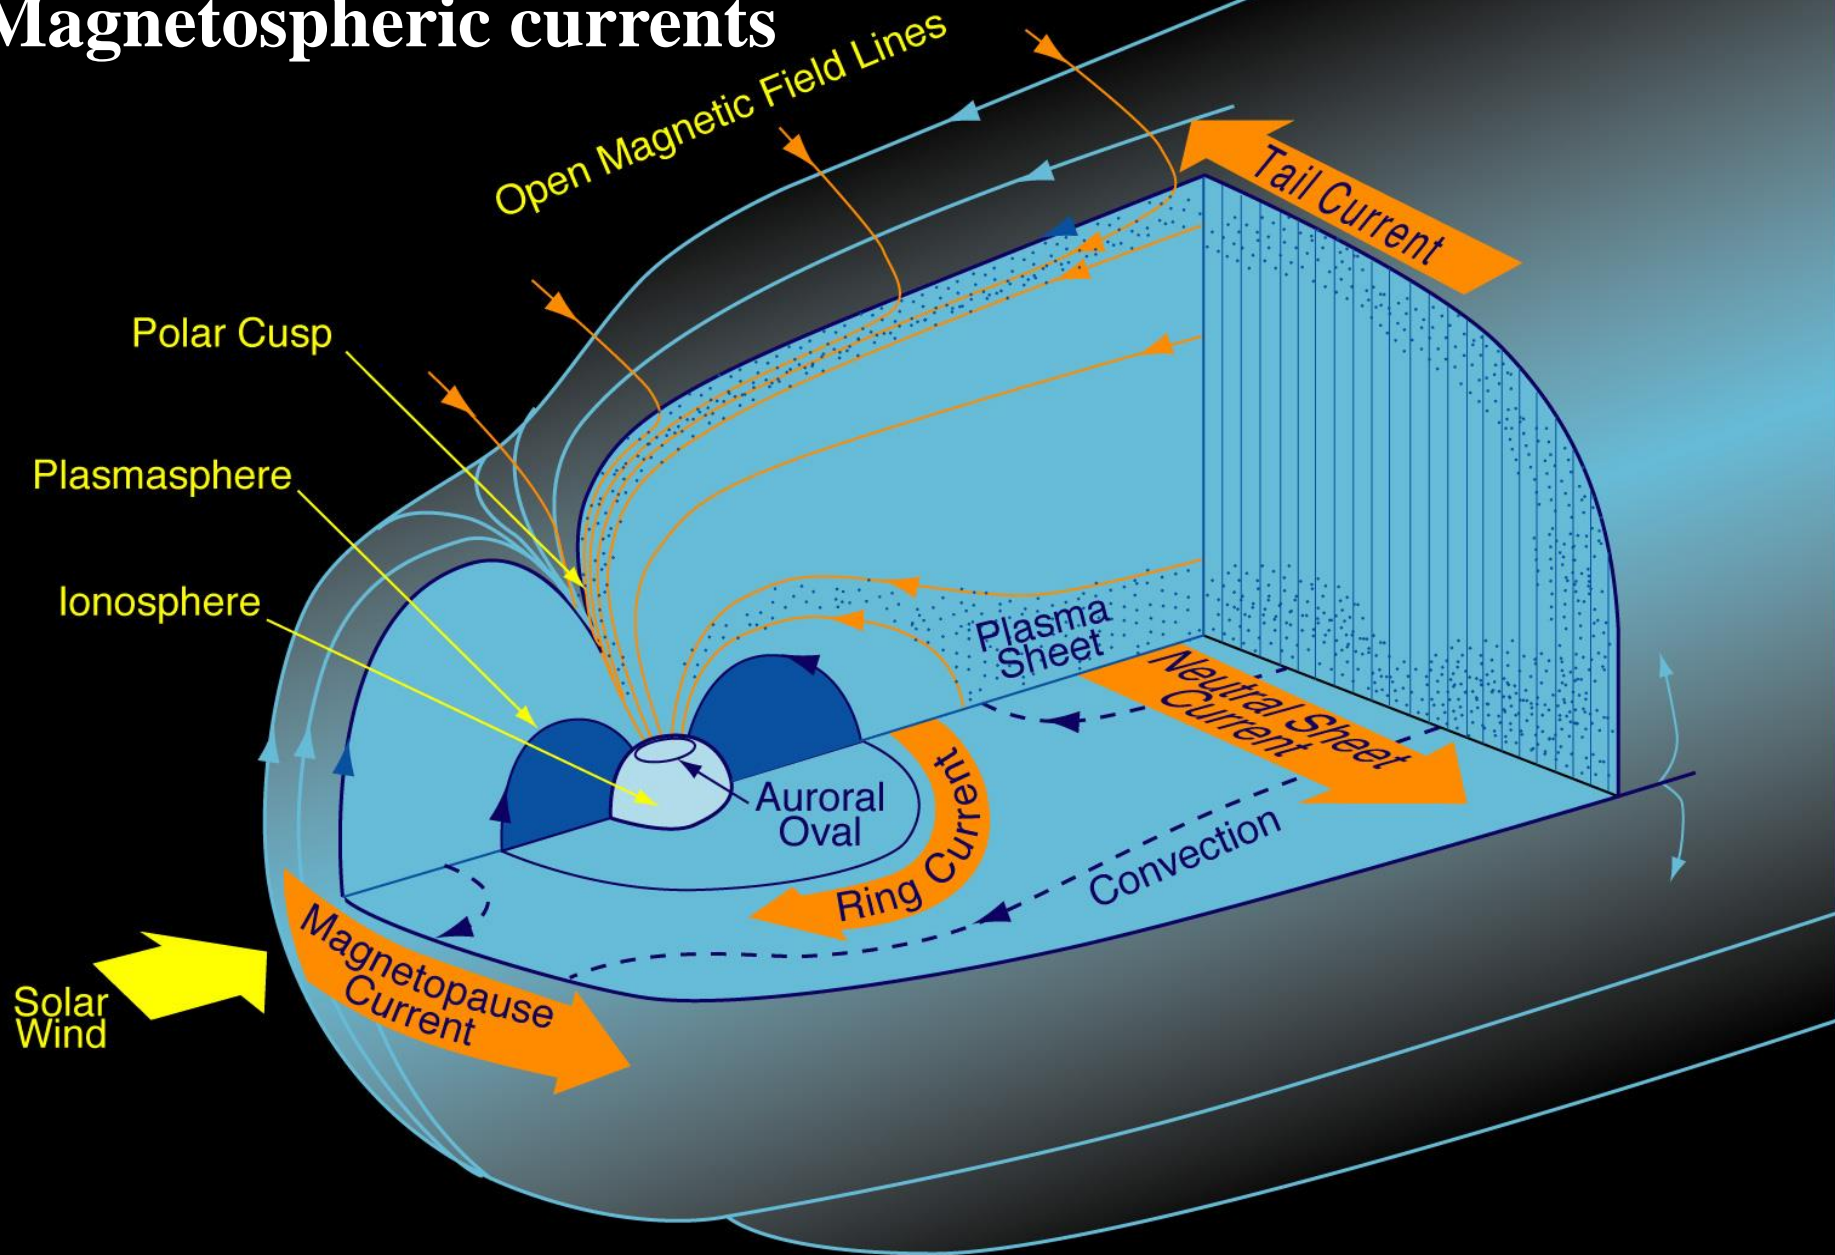 Magnetospheric currents
Open Magnetic Field Lines
Tail Current
Polar Cusp
Plasmasphere
Ionosphere
Plasma
Sheet
Neutral Sheet
Current
Auroral
Oval
Ring Current
Convection
Magnetopause
Current
Solar
Wind